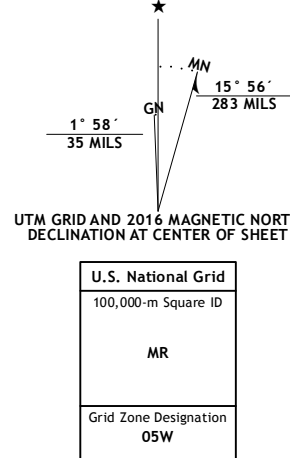 MN
15° 56´
283 MILS
GN
1° 58´
35 MILS
UTM GRID AND 2016 MAGNETIC NORT
DECLINATION AT CENTER OF SHEET
U.S. National Grid
100,000-m Square ID
MR
Grid Zone Designation
05W